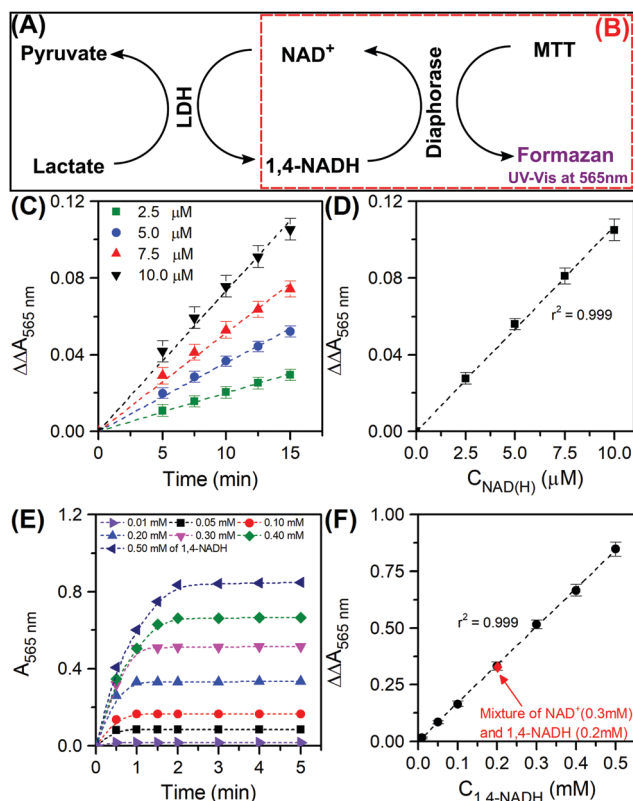 (A)
(B)
Pyruvate
NAD+
MTT
LDH
Diaphorase
Lactate
1,4-NADH
Formazan
UV-Vis at 565nm
(C)
0.12
0.08
0.04
0.00
ΔΔA565 nm
2.5 μM
5.0 μM
7.5 μM
10.0 μM
0 5 10 15
Time (min)
(D)
0.12
0.08
0.04
0.00
ΔΔA565 nm
r2 = 0.999
0.0 2.5 5.0 7.5 10.0
CNAD(H) (μM)
(E)
1.2
0.8
0.4
0.0
A565 nm
0.01 mM 0.05 mM 0.10 mM
0.20 mM 0.30 mM 0.40 mM
0.50 mM of 1,4-NADH
0 1 2 3 4 5
Time (min)
(F)
1.00
0.75
0.50
0.25
0.00
ΔΔA565 nm
r2 = 0.999
Mixture of NAD+(0.3mM)
and 1,4-NADH (0.2mM)
0.0 0.1 0.2 0.3 0.4 0.5
C1,4-NADH (mM)